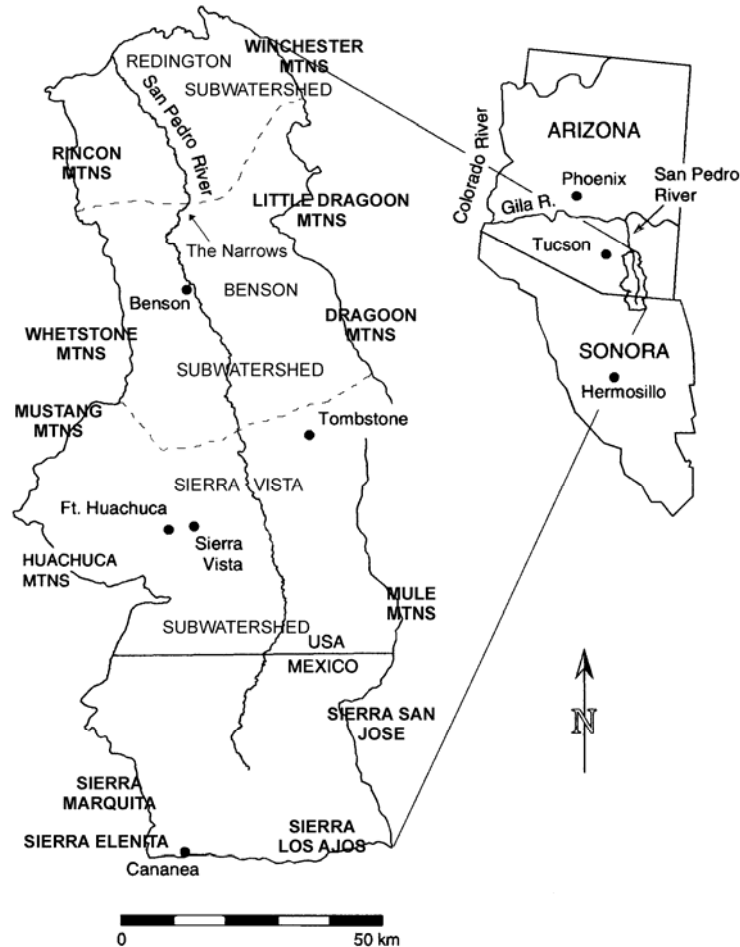 REDINGTON
SUBWATERSHED
WINCHESTER
MTNS
San Pedro River
RINCON
MTNS
LITTLE DRAGOON
MTNS
The Narrows
Benson
BENSON
SUBWATERSHED
DRAGOON
MTNS
WHETSTONE
MTNS
MUSTANG
MTNS
Tombstone
SIERRA VISTA
SUBWATERSHED
Ft. Huachuca
Sierra
Vista
HUACHUCA
MTNS
MULE
MTNS
USA
MEXICO
SIERRA SAN
JOSE
SIERRA
MARQUITA
SIERRA ELENITA
SIERRA
LOS AJOS
Cananea
0
50 km
ARIZONA
Colorado River
Phoenix
San Pedro
River
Gila R.
Tucson
SONORA
Hermosillo
N